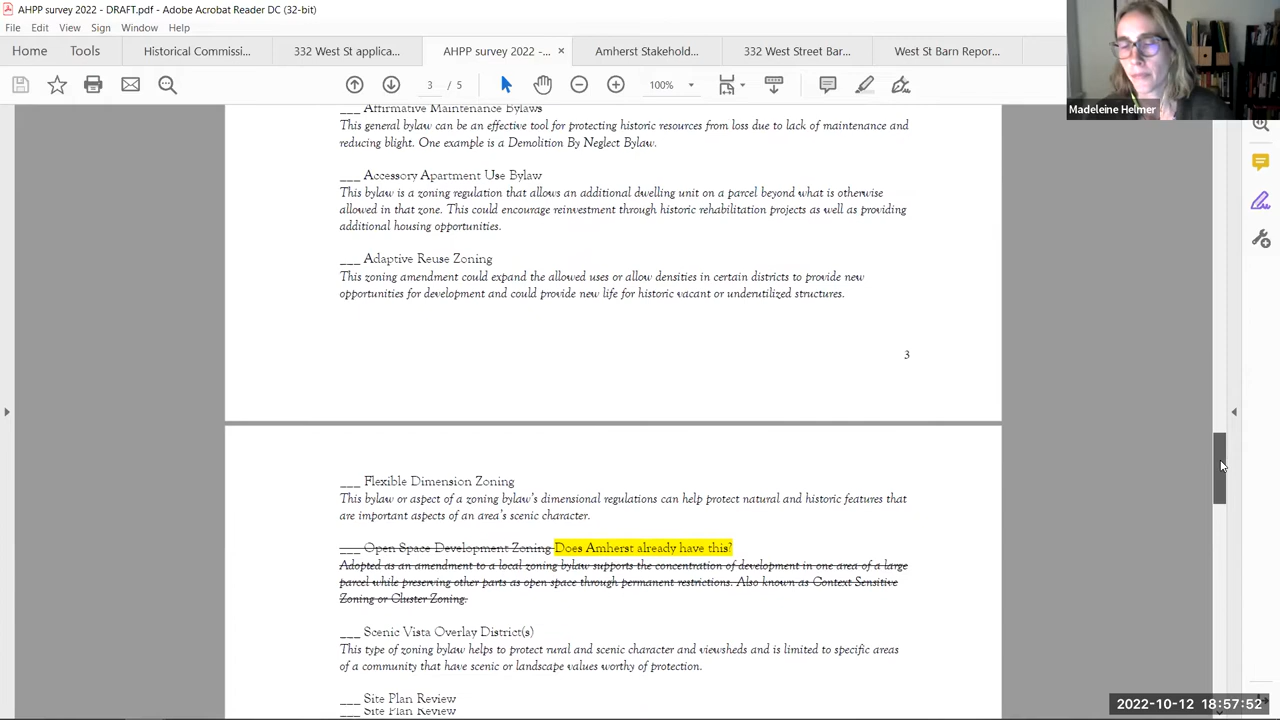 AHPP survey 2022 - DRAFT.pdf - Adobe Acrobat Reader DC (32-bit)
File Edit View Sign Window Help
Home Tools Historical Commissi... 332 West St applica... AHPP survey 2022 -... × Amherst Stakehold... 332 West Street Bar... West St Barn Repor...
3 / 5 100%
Madeleine Helmer
___ Affirmative Maintenance Bylaws
This general bylaw can be an effective tool for protecting historic resources from loss due to lack of maintenance and
reducing blight. One example is a Demolition By Neglect Bylaw.
___ Accessory Apartment Use Bylaw
This bylaw is a zoning regulation that allows an additional dwelling unit on a parcel beyond what is otherwise
allowed in that zone. This could encourage reinvestment through historic rehabilitation projects as well as providing
additional housing opportunities.
___ Adaptive Reuse Zoning
This zoning amendment could expand the allowed uses or allow densities in certain districts to provide new
opportunities for development and could provide new life for historic vacant or underutilized structures.
3
___ Flexible Dimension Zoning
This bylaw or aspect of a zoning bylaw's dimensional regulations can help protect natural and historic features that
are important aspects of an area's scenic character.
___ Open Space Development Zoning Does Amherst already have this?
Adopted as an amendment to a local zoning bylaw supports the concentration of development in one area of a large
parcel while preserving other parts as open space through permanent restrictions. Also known as Context Sensitive
Zoning or Cluster Zoning.
___ Scenic Vista Overlay District(s)
This type of zoning bylaw helps to protect rural and scenic character and viewsheds and is limited to specific areas
of a community that have scenic or landscape values worthy of protection.
___ Site Plan Review
___ Site Plan Review
2022-10-12 18:57:52